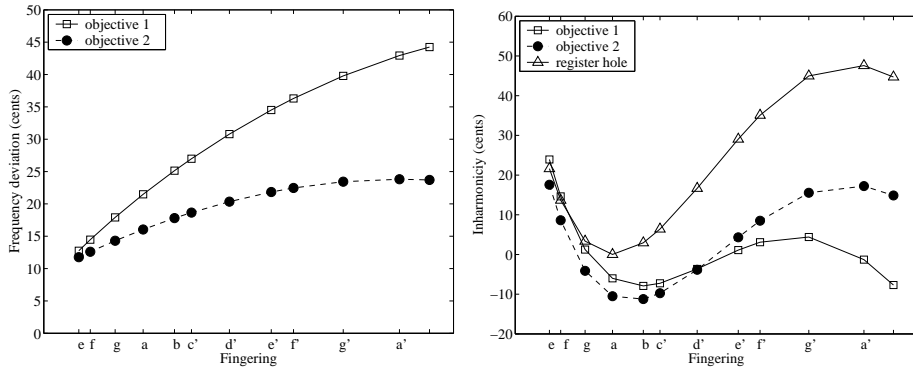 50
45
40
35
30
25
20
15
10
5
0
Frequency deviation (cents)
objective 1
objective 2
e f g a b c' d' e' f' g' a'
Fingering
60
50
40
30
20
10
0
−10
−20
Inharmoniciy (cents)
objective 1
objective 2
register hole
e f g a b c' d' e' f' g' a'
Fingering